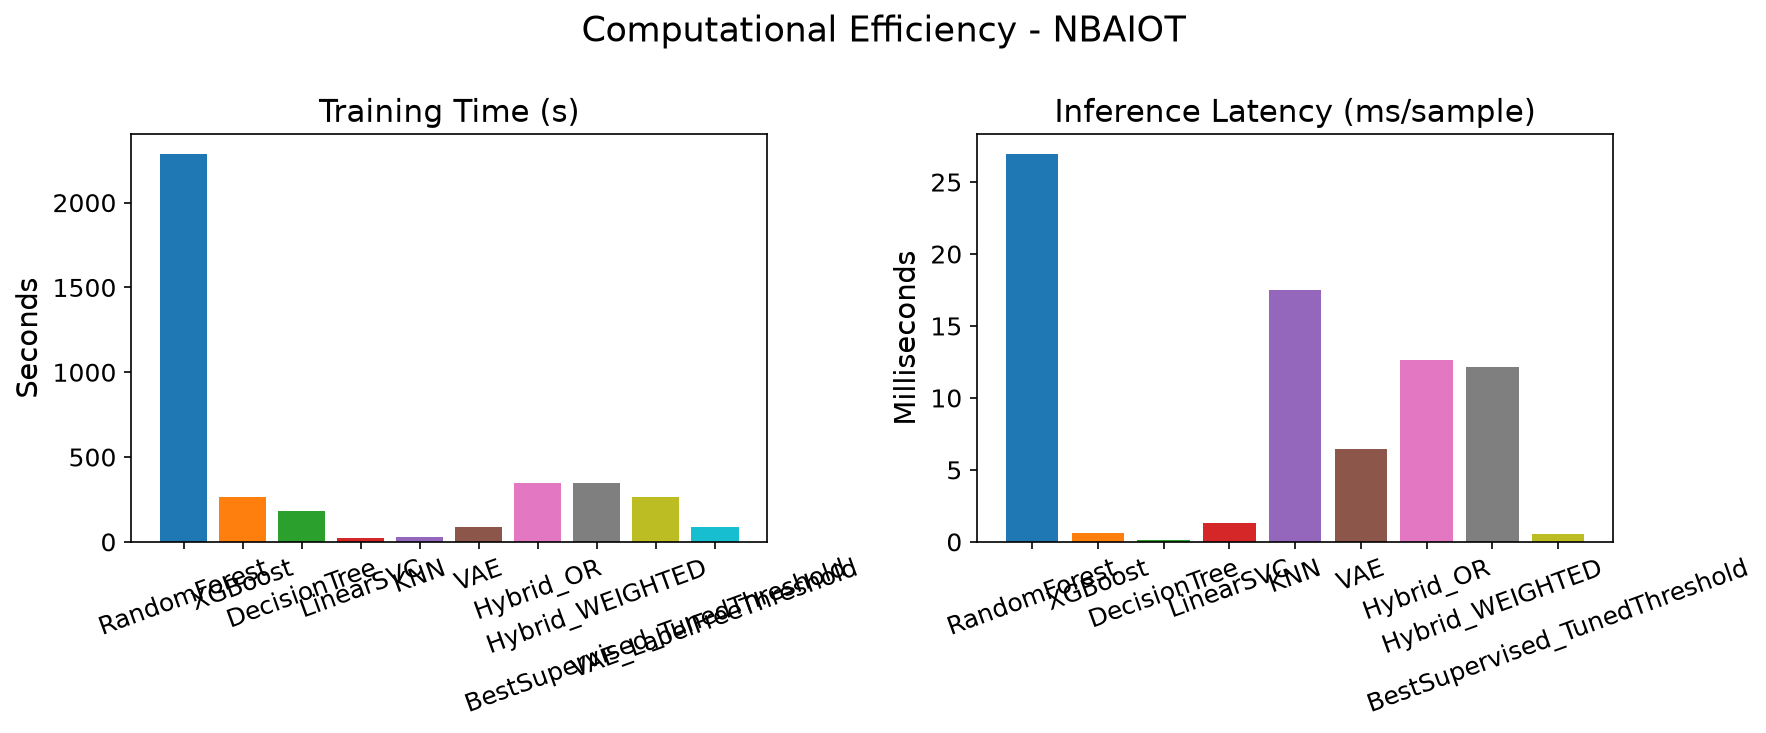 Computational Efficiency - NBAIOT
Training Time (s)
Seconds
2000
1500
1000
500
0
RandomForest
XGBoost
DecisionTree
LinearSVC
KNN
VAE
Hybrid_OR
Hybrid_WEIGHTED
BestSupervised_TunedThreshold
VAE_LabelFreeThreshold
Inference Latency (ms/sample)
Milliseconds
25
20
15
10
5
0
RandomForest
XGBoost
DecisionTree
LinearSVC
KNN
VAE
Hybrid_OR
Hybrid_WEIGHTED
BestSupervised_TunedThreshold